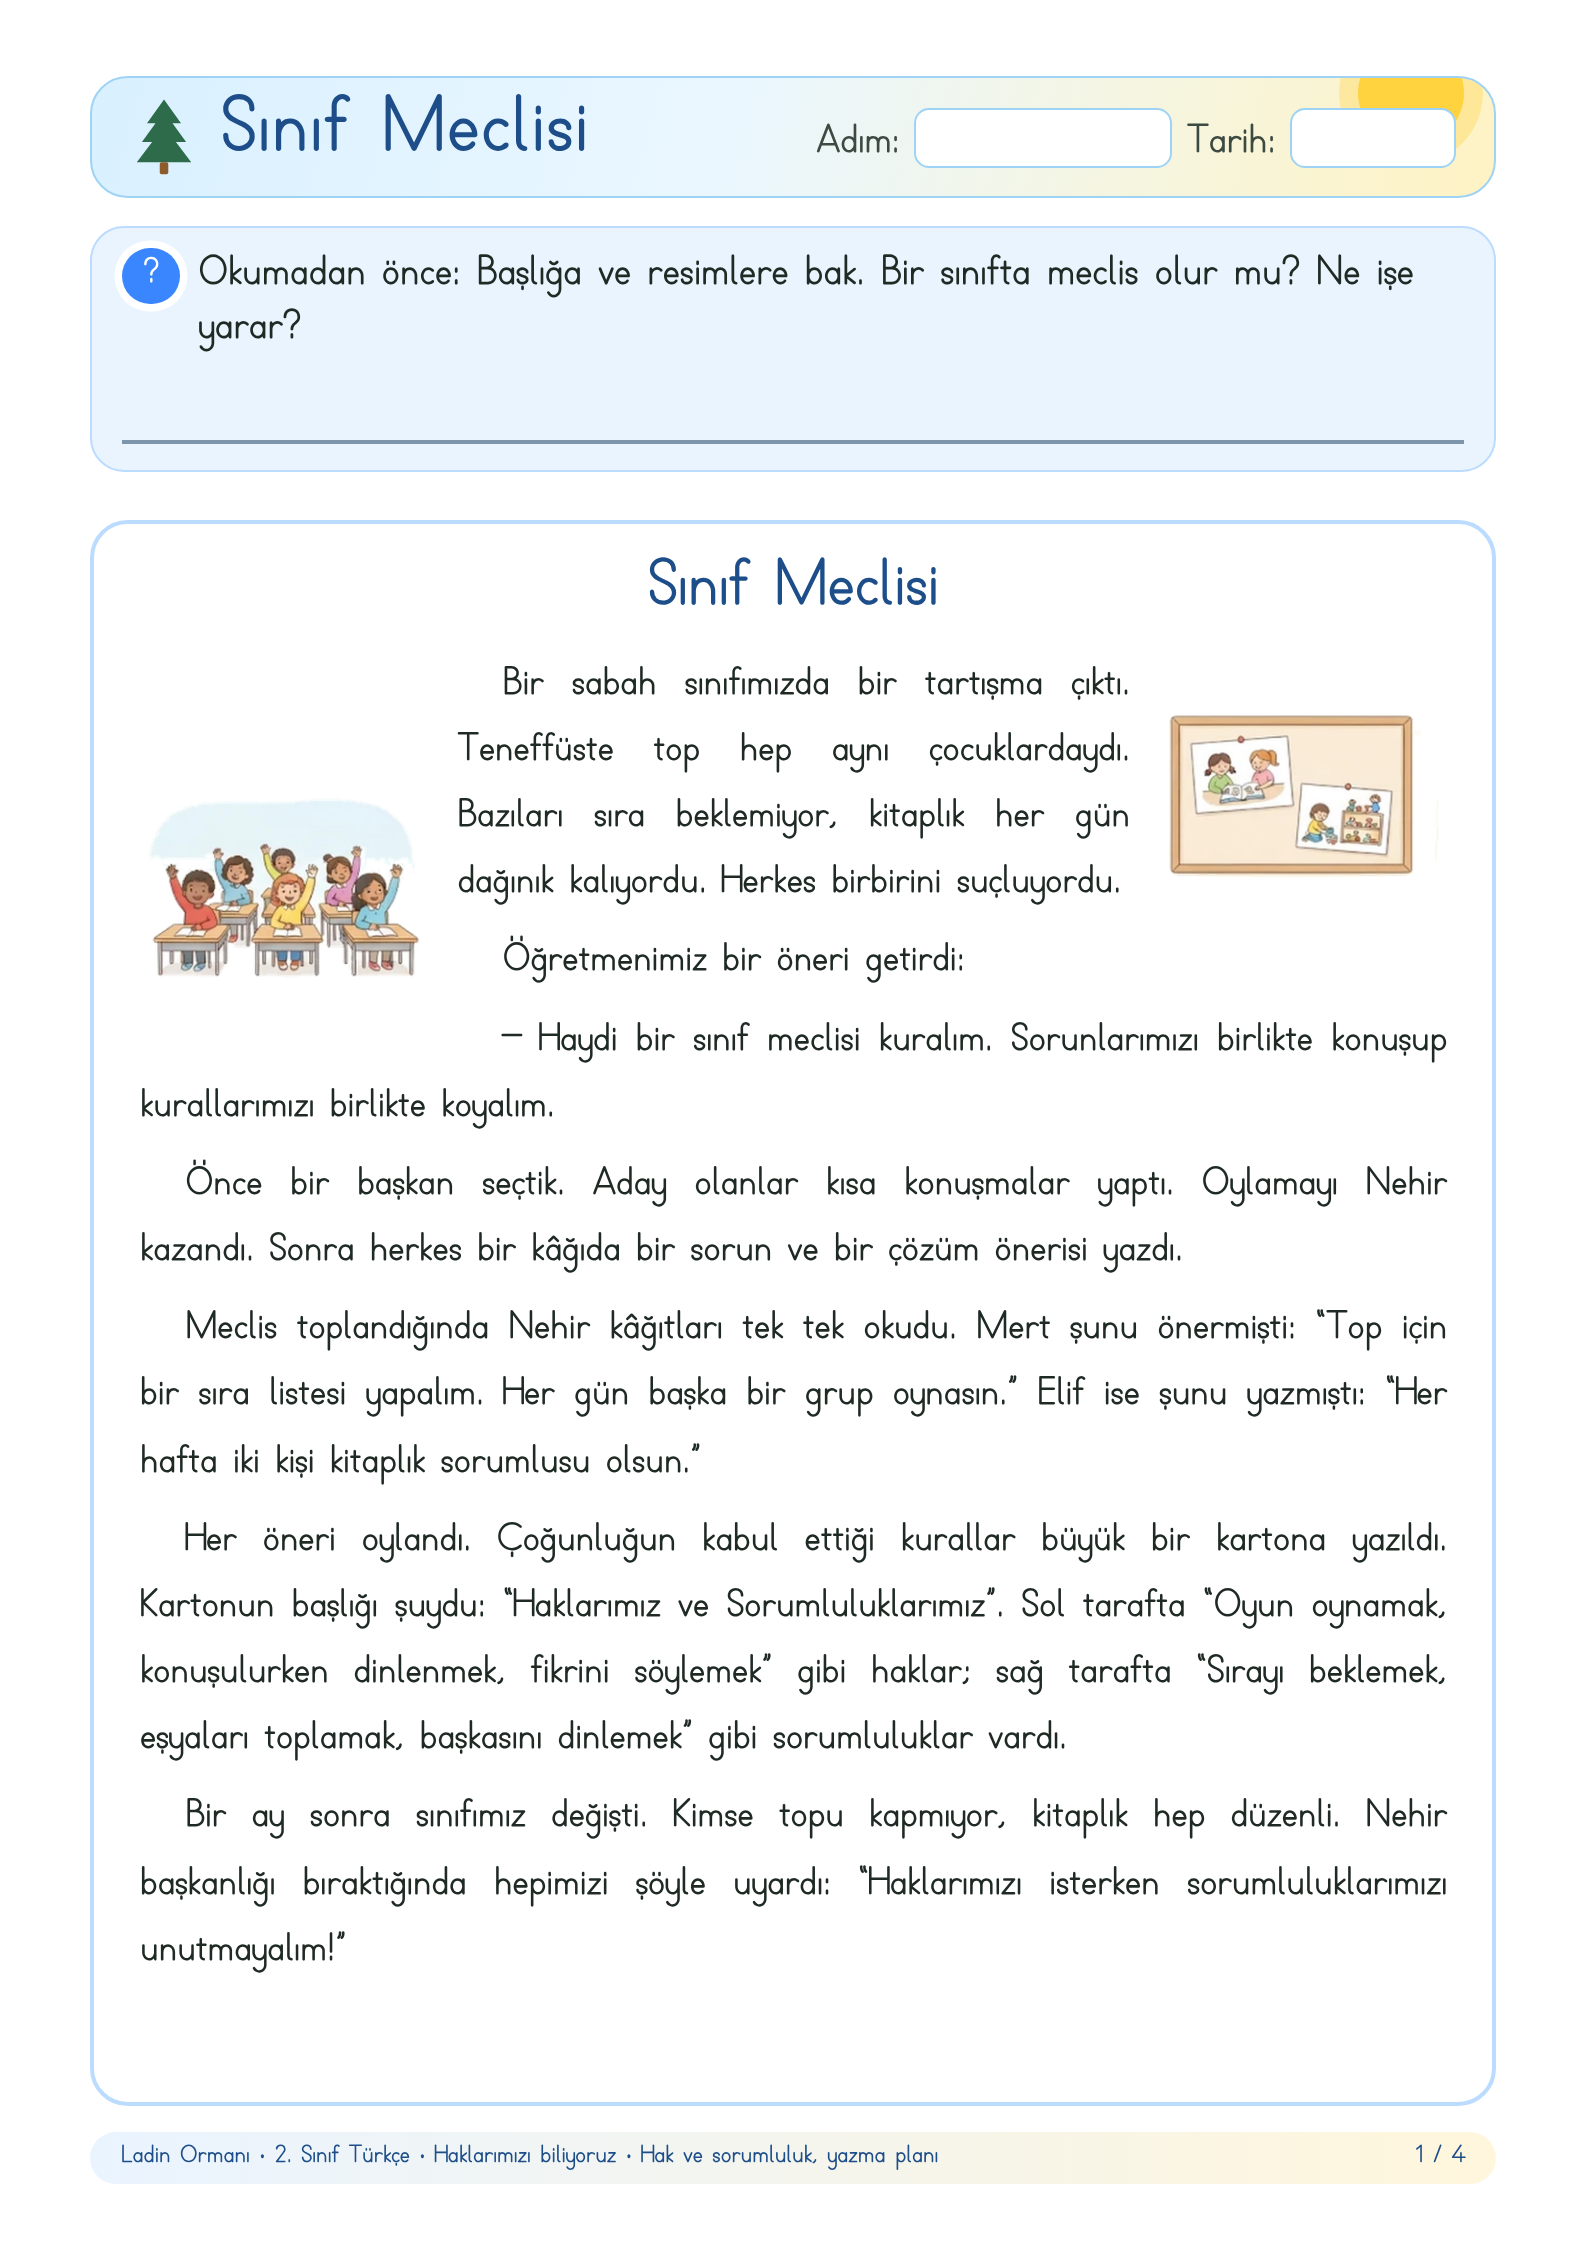 Sınıf Meclisi
Adım:
Tarih:
?
Okumadan önce: Başlığa ve resimlere bak. Bir sınıfta meclis olur mu? Ne işe
yarar?
Sınıf Meclisi
Bir sabah sınıfımızda bir tartışma çıktı.
Teneffüste top hep aynı çocuklardaydı.
Bazıları sıra beklemiyor, kitaplık her gün
dağınık kalıyordu. Herkes birbirini suçluyordu.
Öğretmenimiz bir öneri getirdi:
– Haydi bir sınıf meclisi kuralım. Sorunlarımızı birlikte konuşup
kurallarımızı birlikte koyalım.
Önce bir başkan seçtik. Aday olanlar kısa konuşmalar yaptı. Oylamayı Nehir
kazandı. Sonra herkes bir kâğıda bir sorun ve bir çözüm önerisi yazdı.
Meclis toplandığında Nehir kâğıtları tek tek okudu. Mert şunu önermişti: “Top için
bir sıra listesi yapalım. Her gün başka bir grup oynasın.” Elif ise şunu yazmıştı: “Her
hafta iki kişi kitaplık sorumlusu olsun.”
Her öneri oylandı. Çoğunluğun kabul ettiği kurallar büyük bir kartona yazıldı.
Kartonun başlığı şuydu: “Haklarımız ve Sorumluluklarımız”. Sol tarafta “Oyun oynamak,
konuşulurken dinlenmek, fikrini söylemek” gibi haklar; sağ tarafta “Sırayı beklemek,
eşyaları toplamak, başkasını dinlemek” gibi sorumluluklar vardı.
Bir ay sonra sınıfımız değişti. Kimse topu kapmıyor, kitaplık hep düzenli. Nehir
başkanlığı bıraktığında hepimizi şöyle uyardı: “Haklarımızı isterken sorumluluklarımızı
unutmayalım!”
Ladin Ormanı • 2. Sınıf Türkçe • Haklarımızı biliyoruz • Hak ve sorumluluk, yazma planı
1 / 4